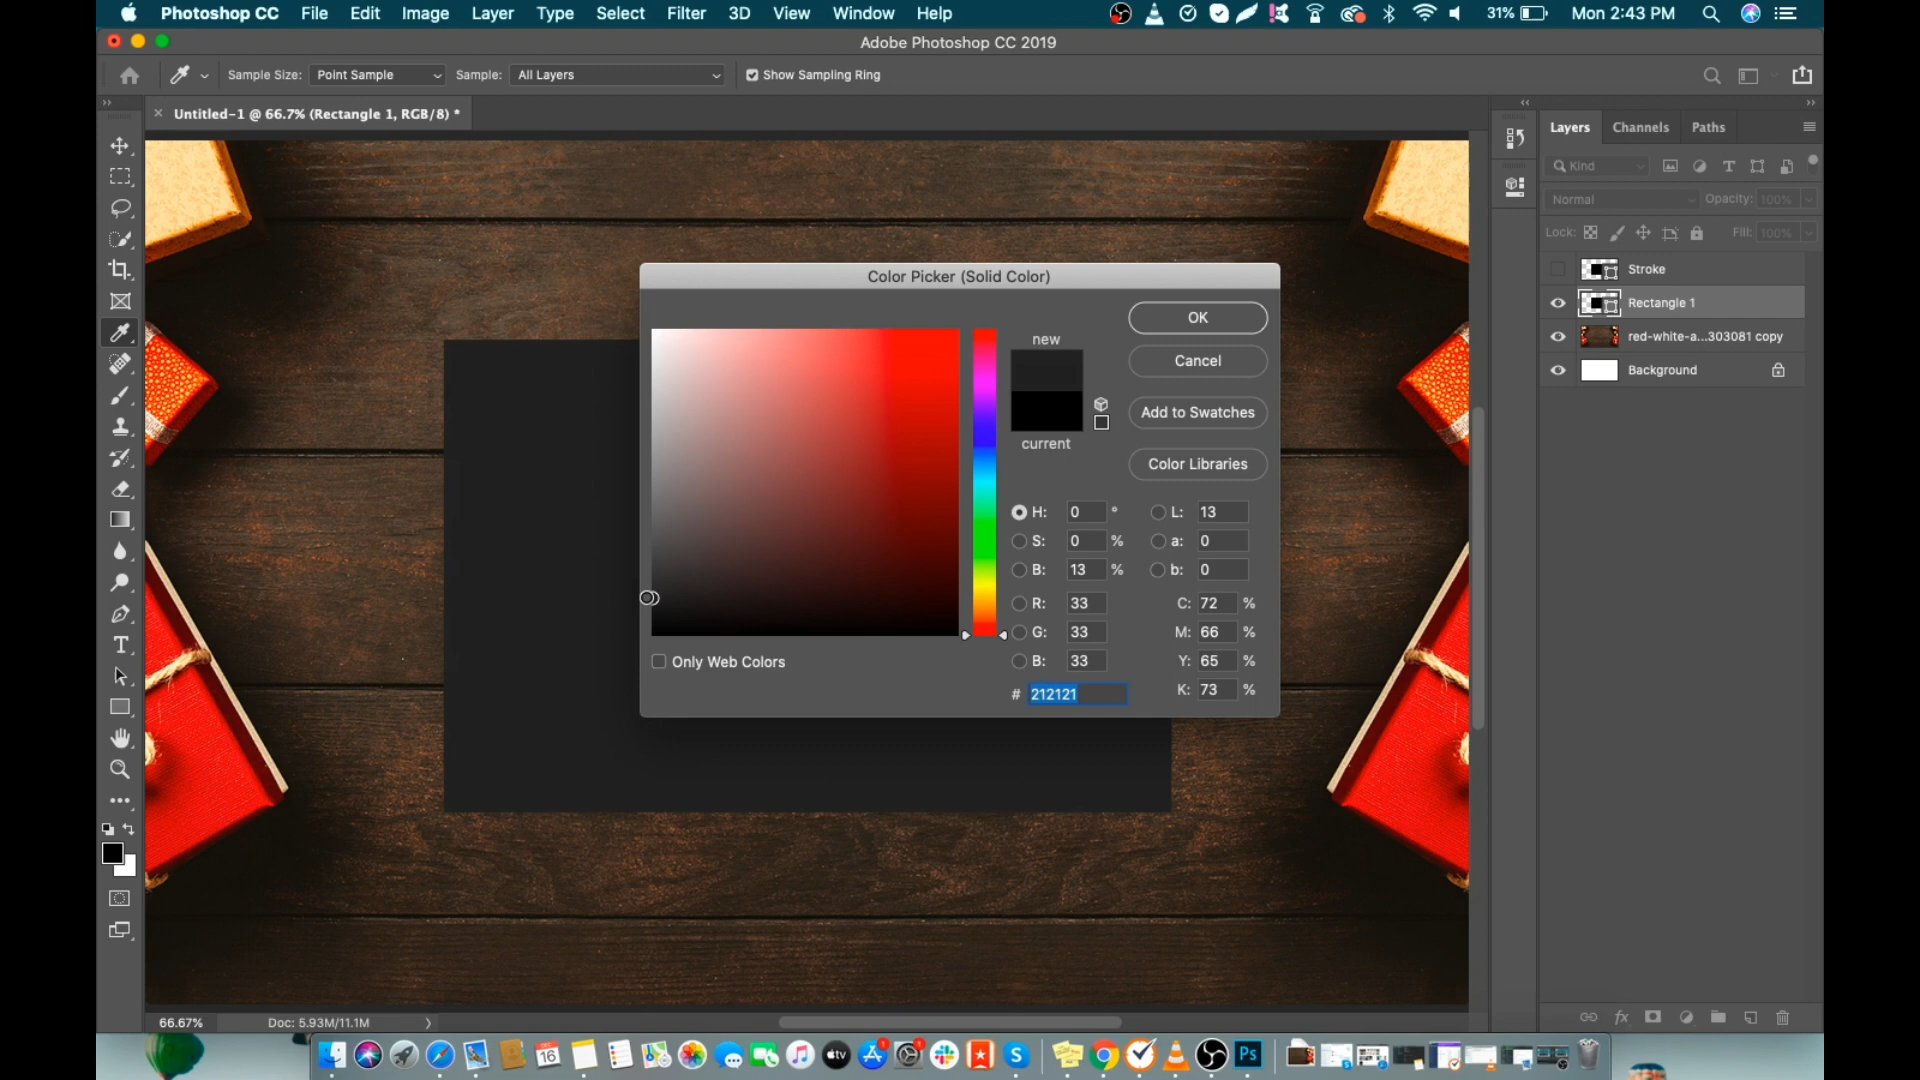 Photoshop CC File Edit Image Layer Type Select Filter 3D View Window Help 31% Mon 2:43 PM
Adobe Photoshop CC 2019
Sample Size: Point Sample Sample: All Layers Show Sampling Ring
Untitled-1 @ 66.7% (Rectangle 1, RGB/8) *
Layers Channels Paths
Kind
Normal Opacity: 100%
Lock: Fill: 100%
Stroke
Rectangle 1
red-white-a...303081 copy
Background
Color Picker (Solid Color)
new
current
OK
Cancel
Add to Swatches
Color Libraries
H: 0 ° L: 13
S: 0 % a: 0
B: 13 % b: 0
R: 33 C: 72 %
G: 33 M: 66 %
B: 33 Y: 65 %
# 212121 K: 73 %
Only Web Colors
66.67% Doc: 5.93M/11.1M
16
tv
1
1
Ps